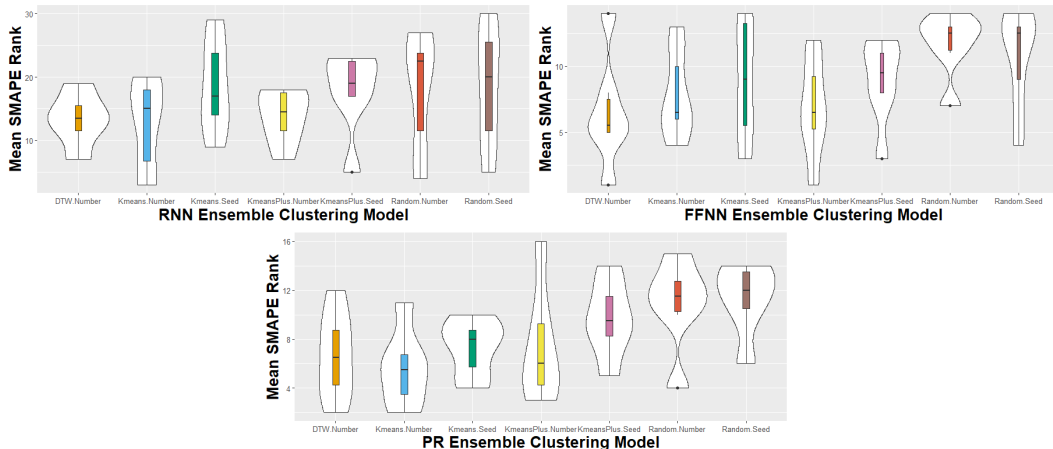 Mean SMAPE Rank
30
20
10
DTW.Number Kmeans.Number Kmeans.Seed KmeansPlus.Number KmeansPlus.Seed Random.Number Random.Seed
RNN Ensemble Clustering Model
Mean SMAPE Rank
10
5
DTW.Number Kmeans.Number Kmeans.Seed KmeansPlus.Number KmeansPlus.Seed Random.Number Random.Seed
FFNN Ensemble Clustering Model
Mean SMAPE Rank
16
12
8
4
DTW.Number Kmeans.Number Kmeans.Seed KmeansPlus.Number KmeansPlus.Seed Random.Number Random.Seed
PR Ensemble Clustering Model